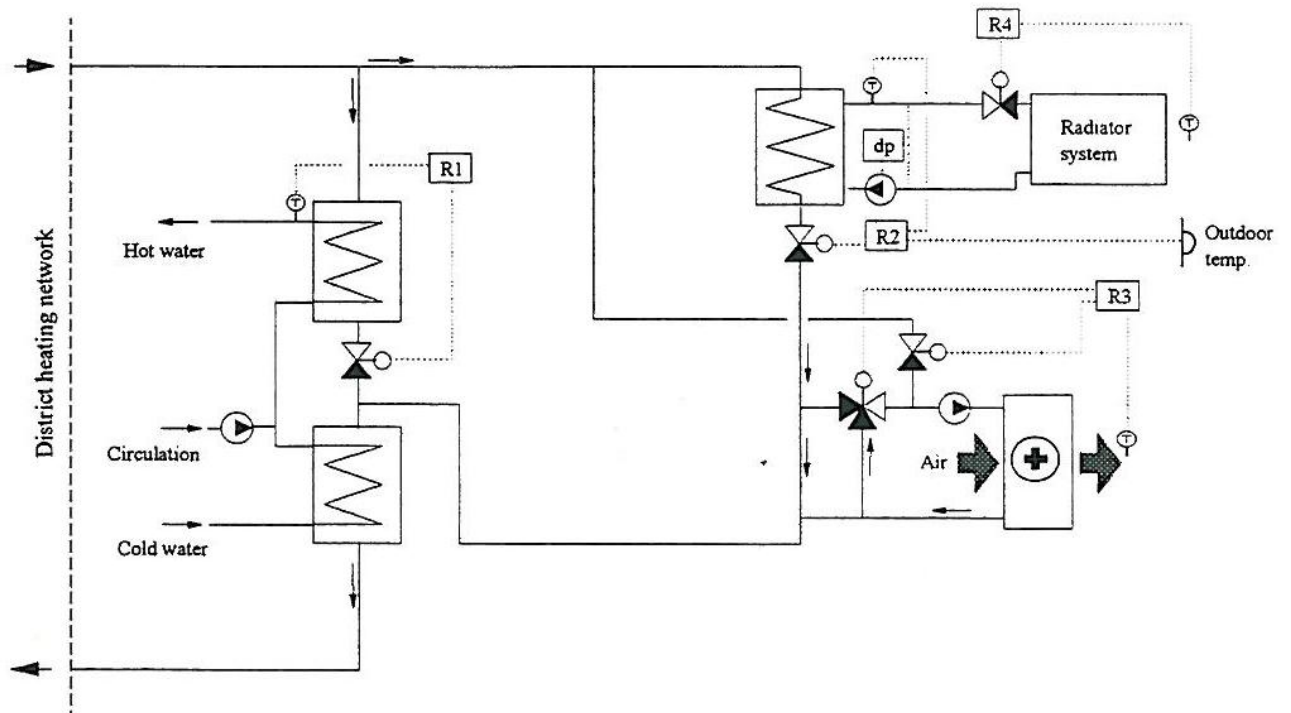 R4
T
Radiator
system
T
dp
R1
T
Hot water
R2
Outdoor
temp.
R3
District heating network
Circulation
Air
T
Cold water